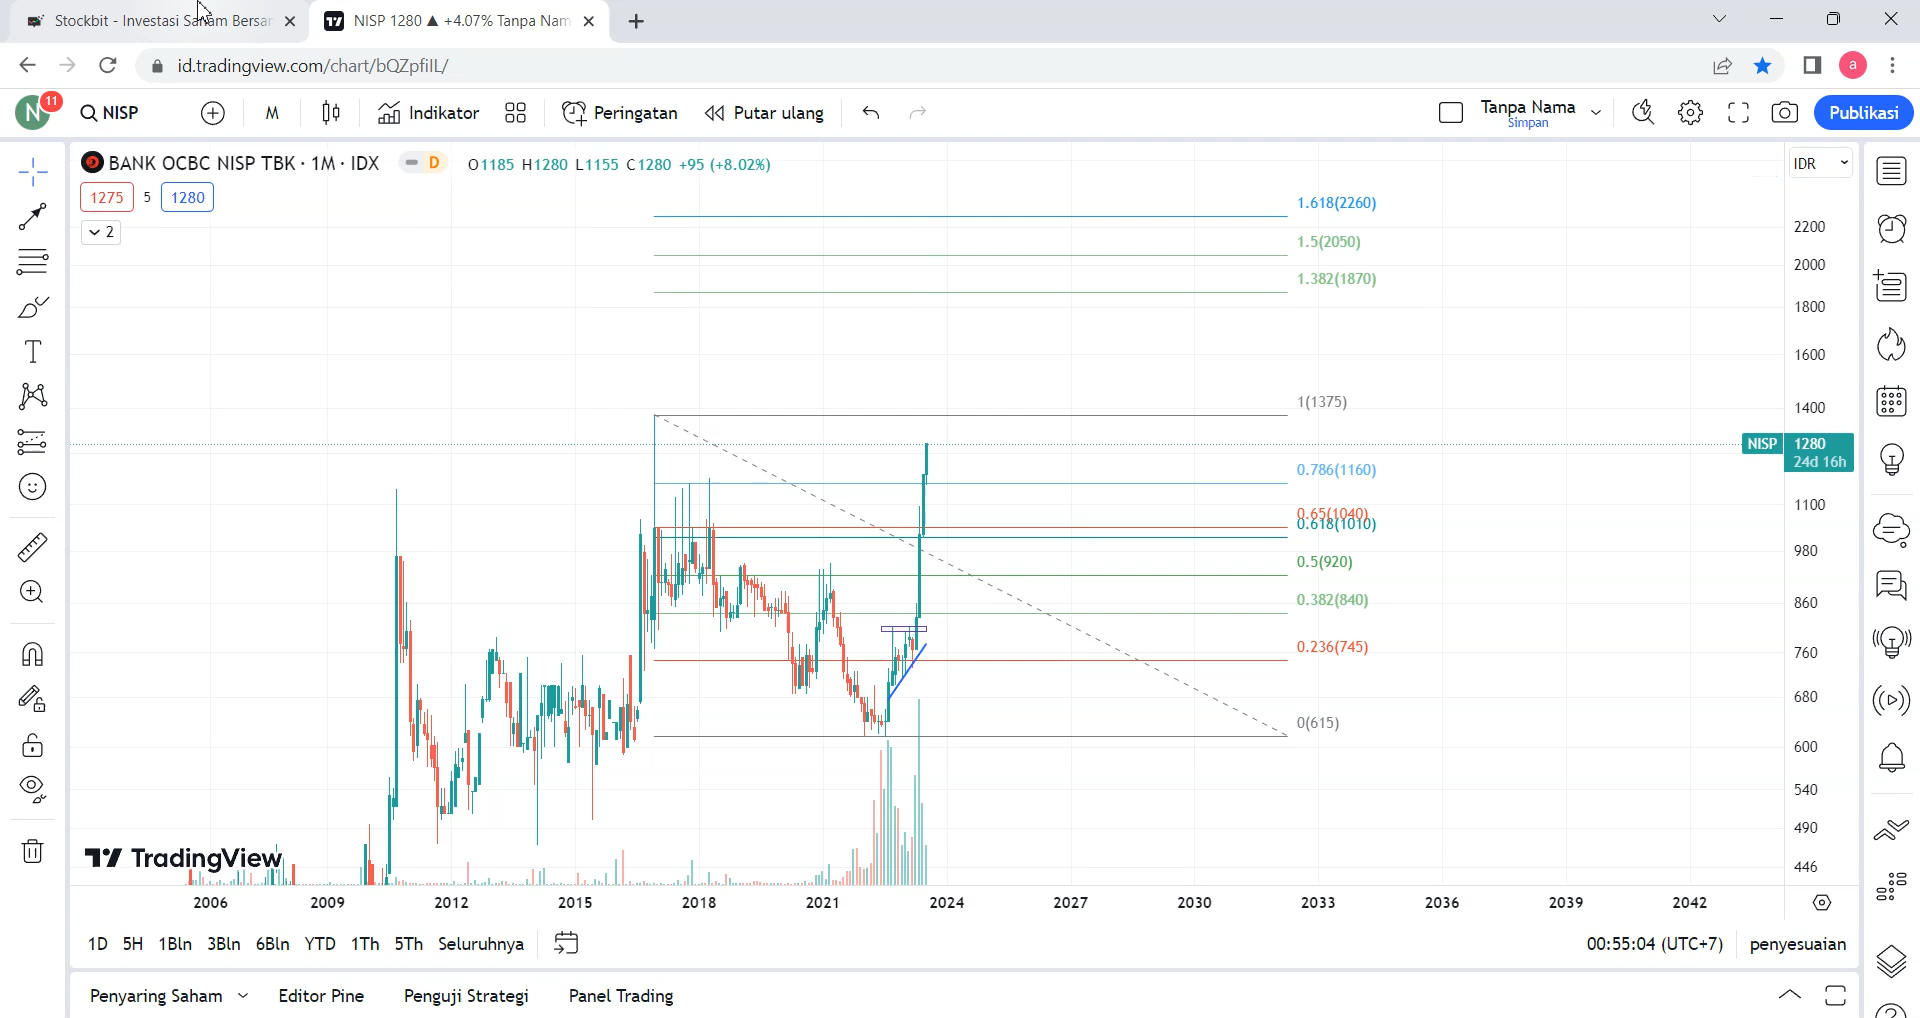 Stockbit - Investasi Saham Bersar
NISP 1280 ▲ +4.07% Tanpa Nam
id.tradingview.com/chart/bQZpfiIL/
a
N
11
NISP
M
Indikator
Peringatan
Putar ulang
Tanpa Nama
Simpan
Publikasi
BANK OCBC NISP TBK · 1M · IDX
D
O1185 H1280 L1155 C1280 +95 (+8.02%)
IDR
1275
5
1280
2
1.618(2260)
1.5(2050)
1.382(1870)
1(1375)
0.786(1160)
0.65(1040)
0.618(1010)
0.5(920)
0.382(840)
0.236(745)
0(615)
2200
2000
1800
1600
1400
NISP 1280
24d 16h
1100
980
860
760
680
600
540
490
446
TradingView
2006 2009 2012 2015 2018 2021 2024 2027 2030 2033 2036 2039 2042
1D 5H 1Bln 3Bln 6Bln YTD 1Th 5Th Seluruhnya
00:55:04 (UTC+7)
penyesuaian
Penyaring Saham
Editor Pine
Penguji Strategi
Panel Trading